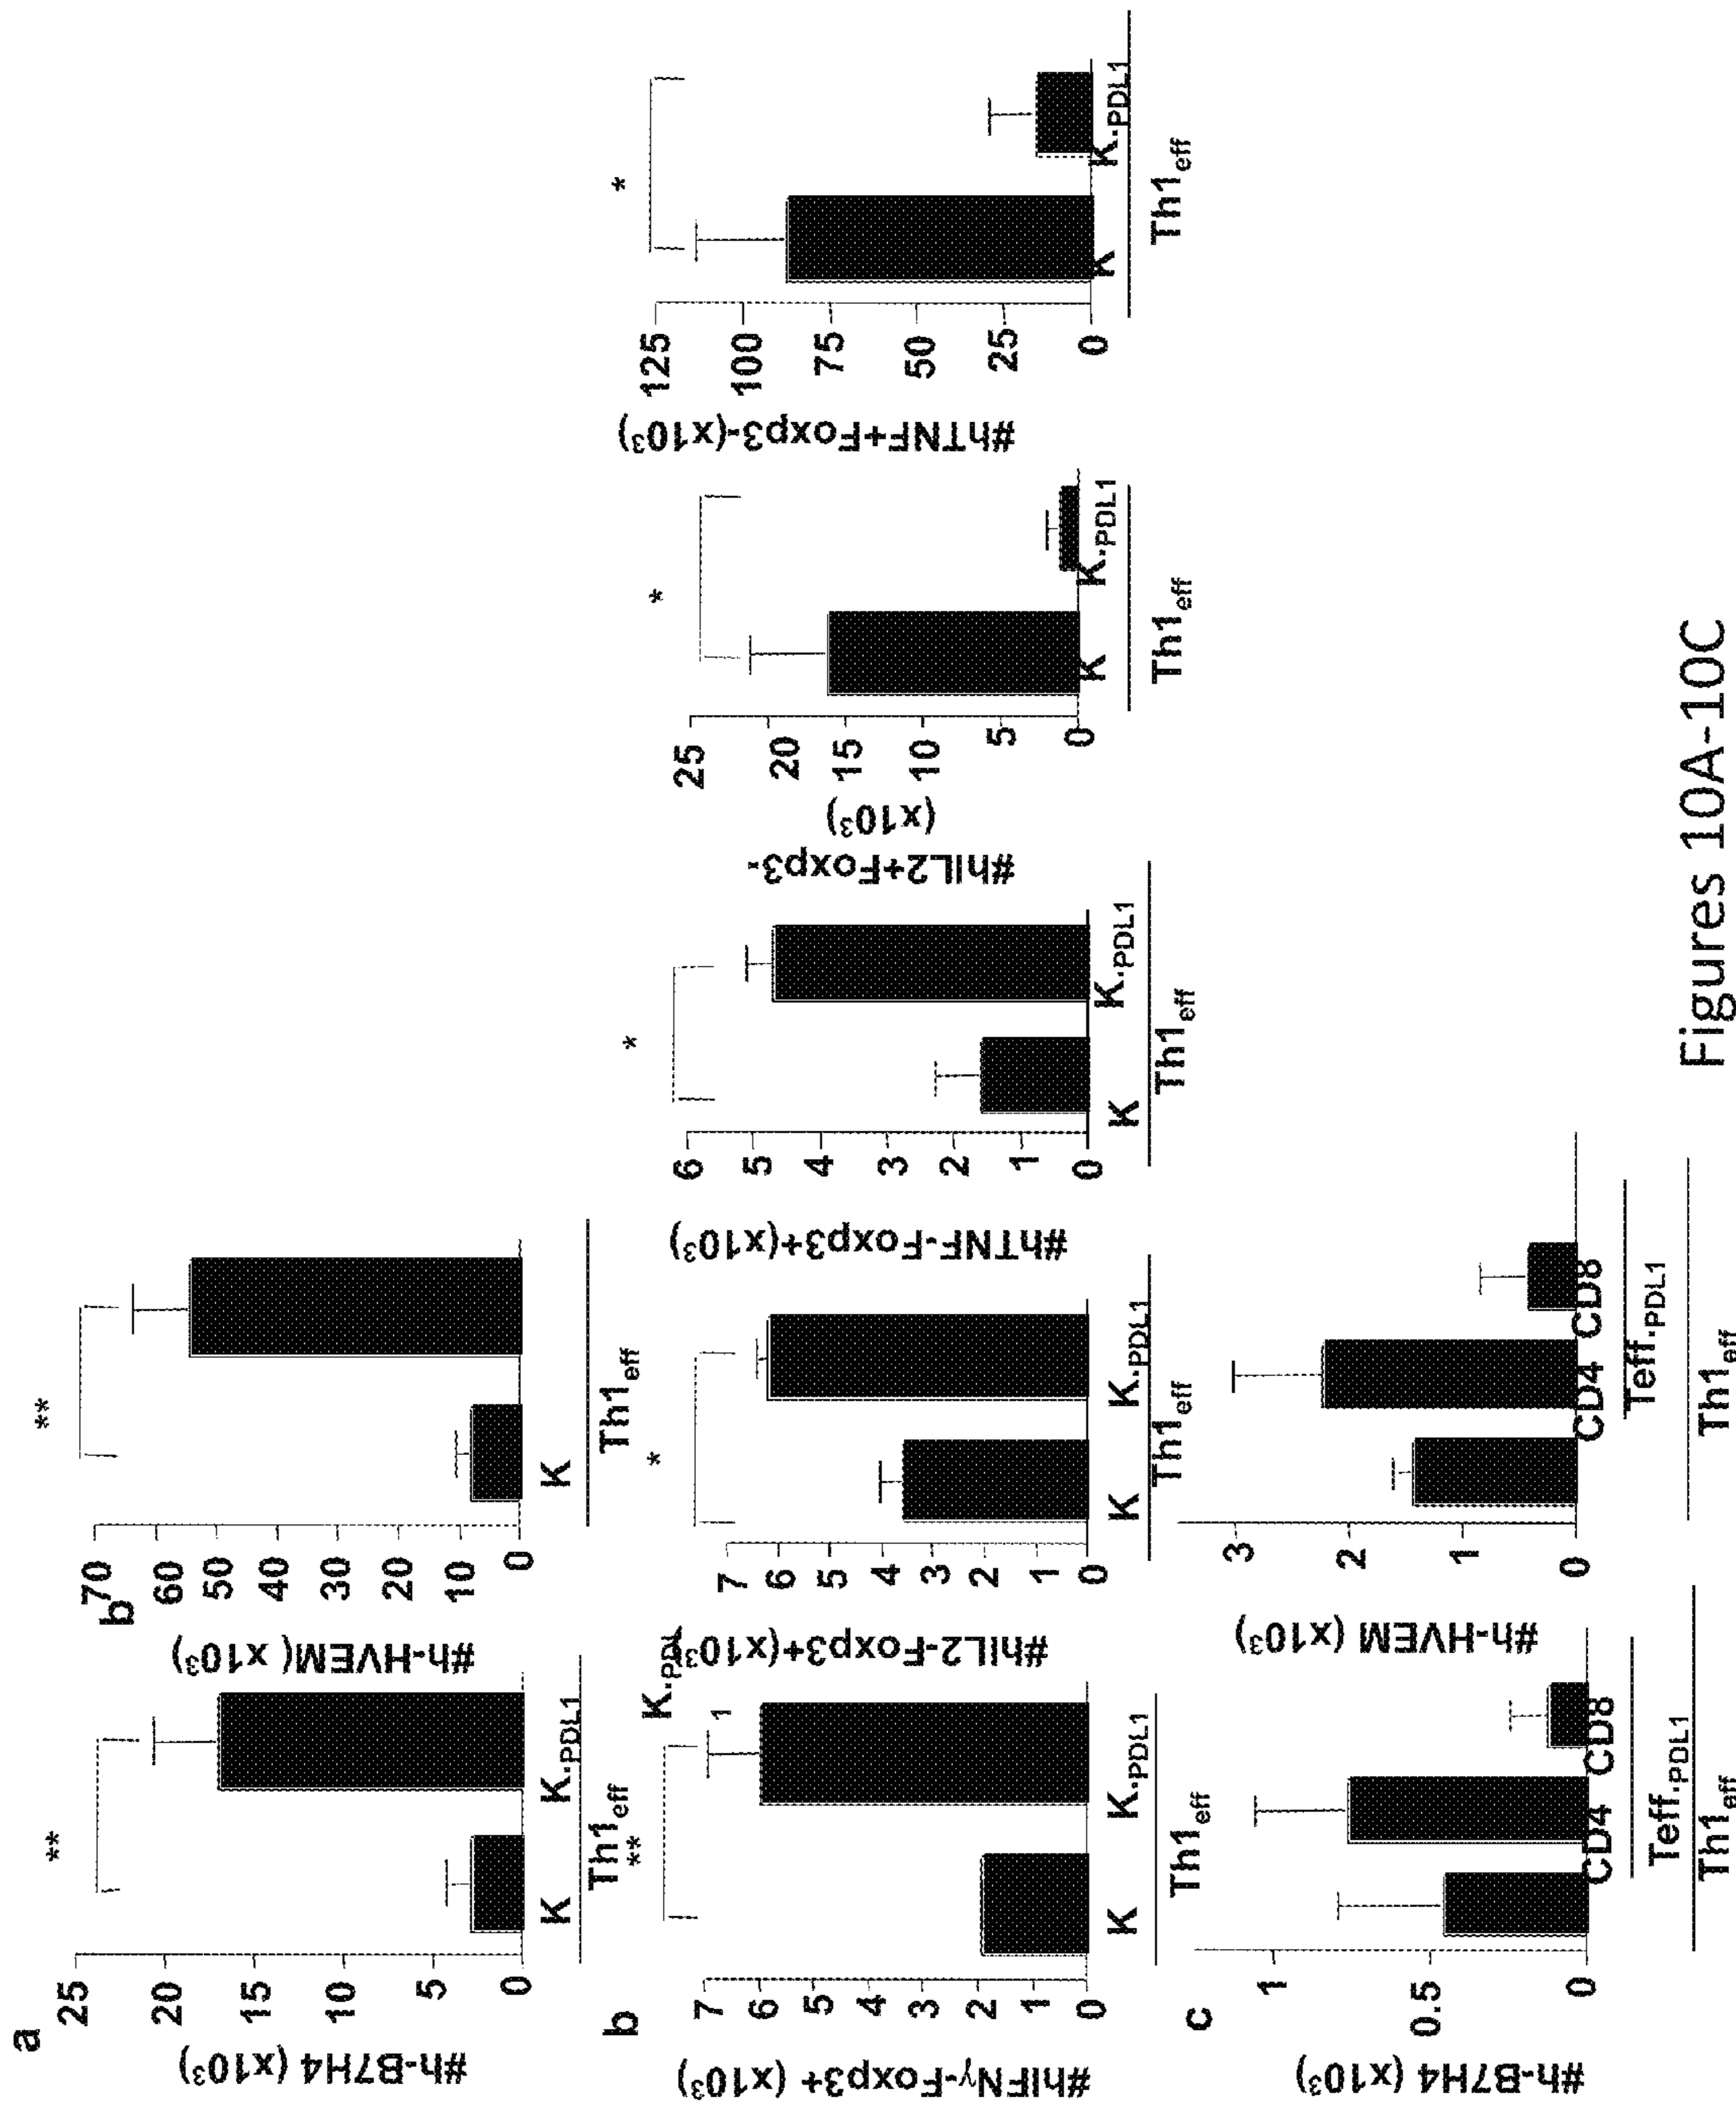 a
#h-B7H4 (x10³)
25
20
15
10
5
0
**
K K.PDL1
Th1eff
b
#h-HVEM (x10³)
70
60
50
40
30
20
10
0
**
K
Th1eff
b
#hIFNγ-Foxp3+ (x10³)
7
6
5
4
3
2
1
0
**
K.PD
1
K K.PDL1
Th1eff
#hIL2-Foxp3+(x10³)
7
6
5
4
3
2
1
0
*
K K.PDL1
Th1eff
#hTNF-Foxp3+(x10³)
6
5
4
3
2
1
0
*
K K.PDL1
Th1eff
#hIL2+Foxp3-
(x10³)
25
20
15
10
5
0
*
K K.PDL1
Th1eff
#hTNF+Foxp3-(x10³)
125
100
75
50
25
0
*
K K.PDL1
Th1eff
c
#h-B7H4 (x10³)
1
0.5
0
CD4 CD8
Teff.PDL1
Th1eff
#h-HVEM (x10³)
3
2
1
0
CD4 CD8
Teff.PDL1
Th1eff
Figures 10A-10C